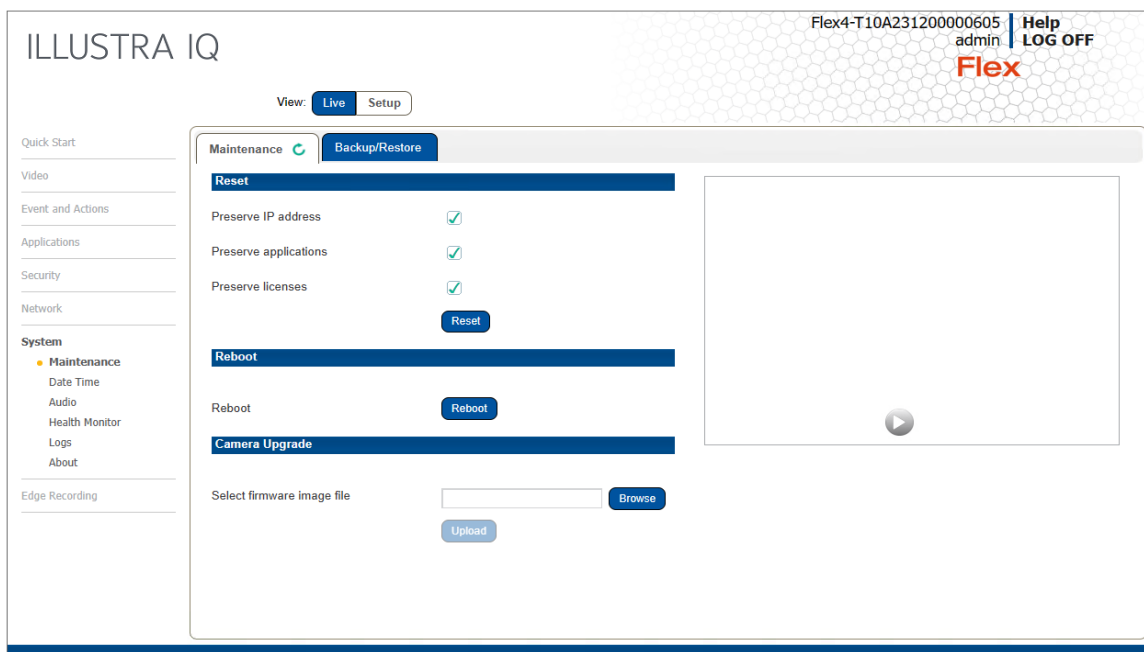 ILLUSTRA IQ
Flex4-T10A231200000605 Help
admin LOG OFF
Flex
View: Live Setup
Quick Start
Video
Event and Actions
Applications
Security
Network
System
Maintenance
Date Time
Audio
Health Monitor
Logs
About
Edge Recording
Maintenance Backup/Restore
Reset
Preserve IP address
Preserve applications
Preserve licenses
Reset
Reboot
Reboot Reboot
Camera Upgrade
Select firmware image file Browse
Upload